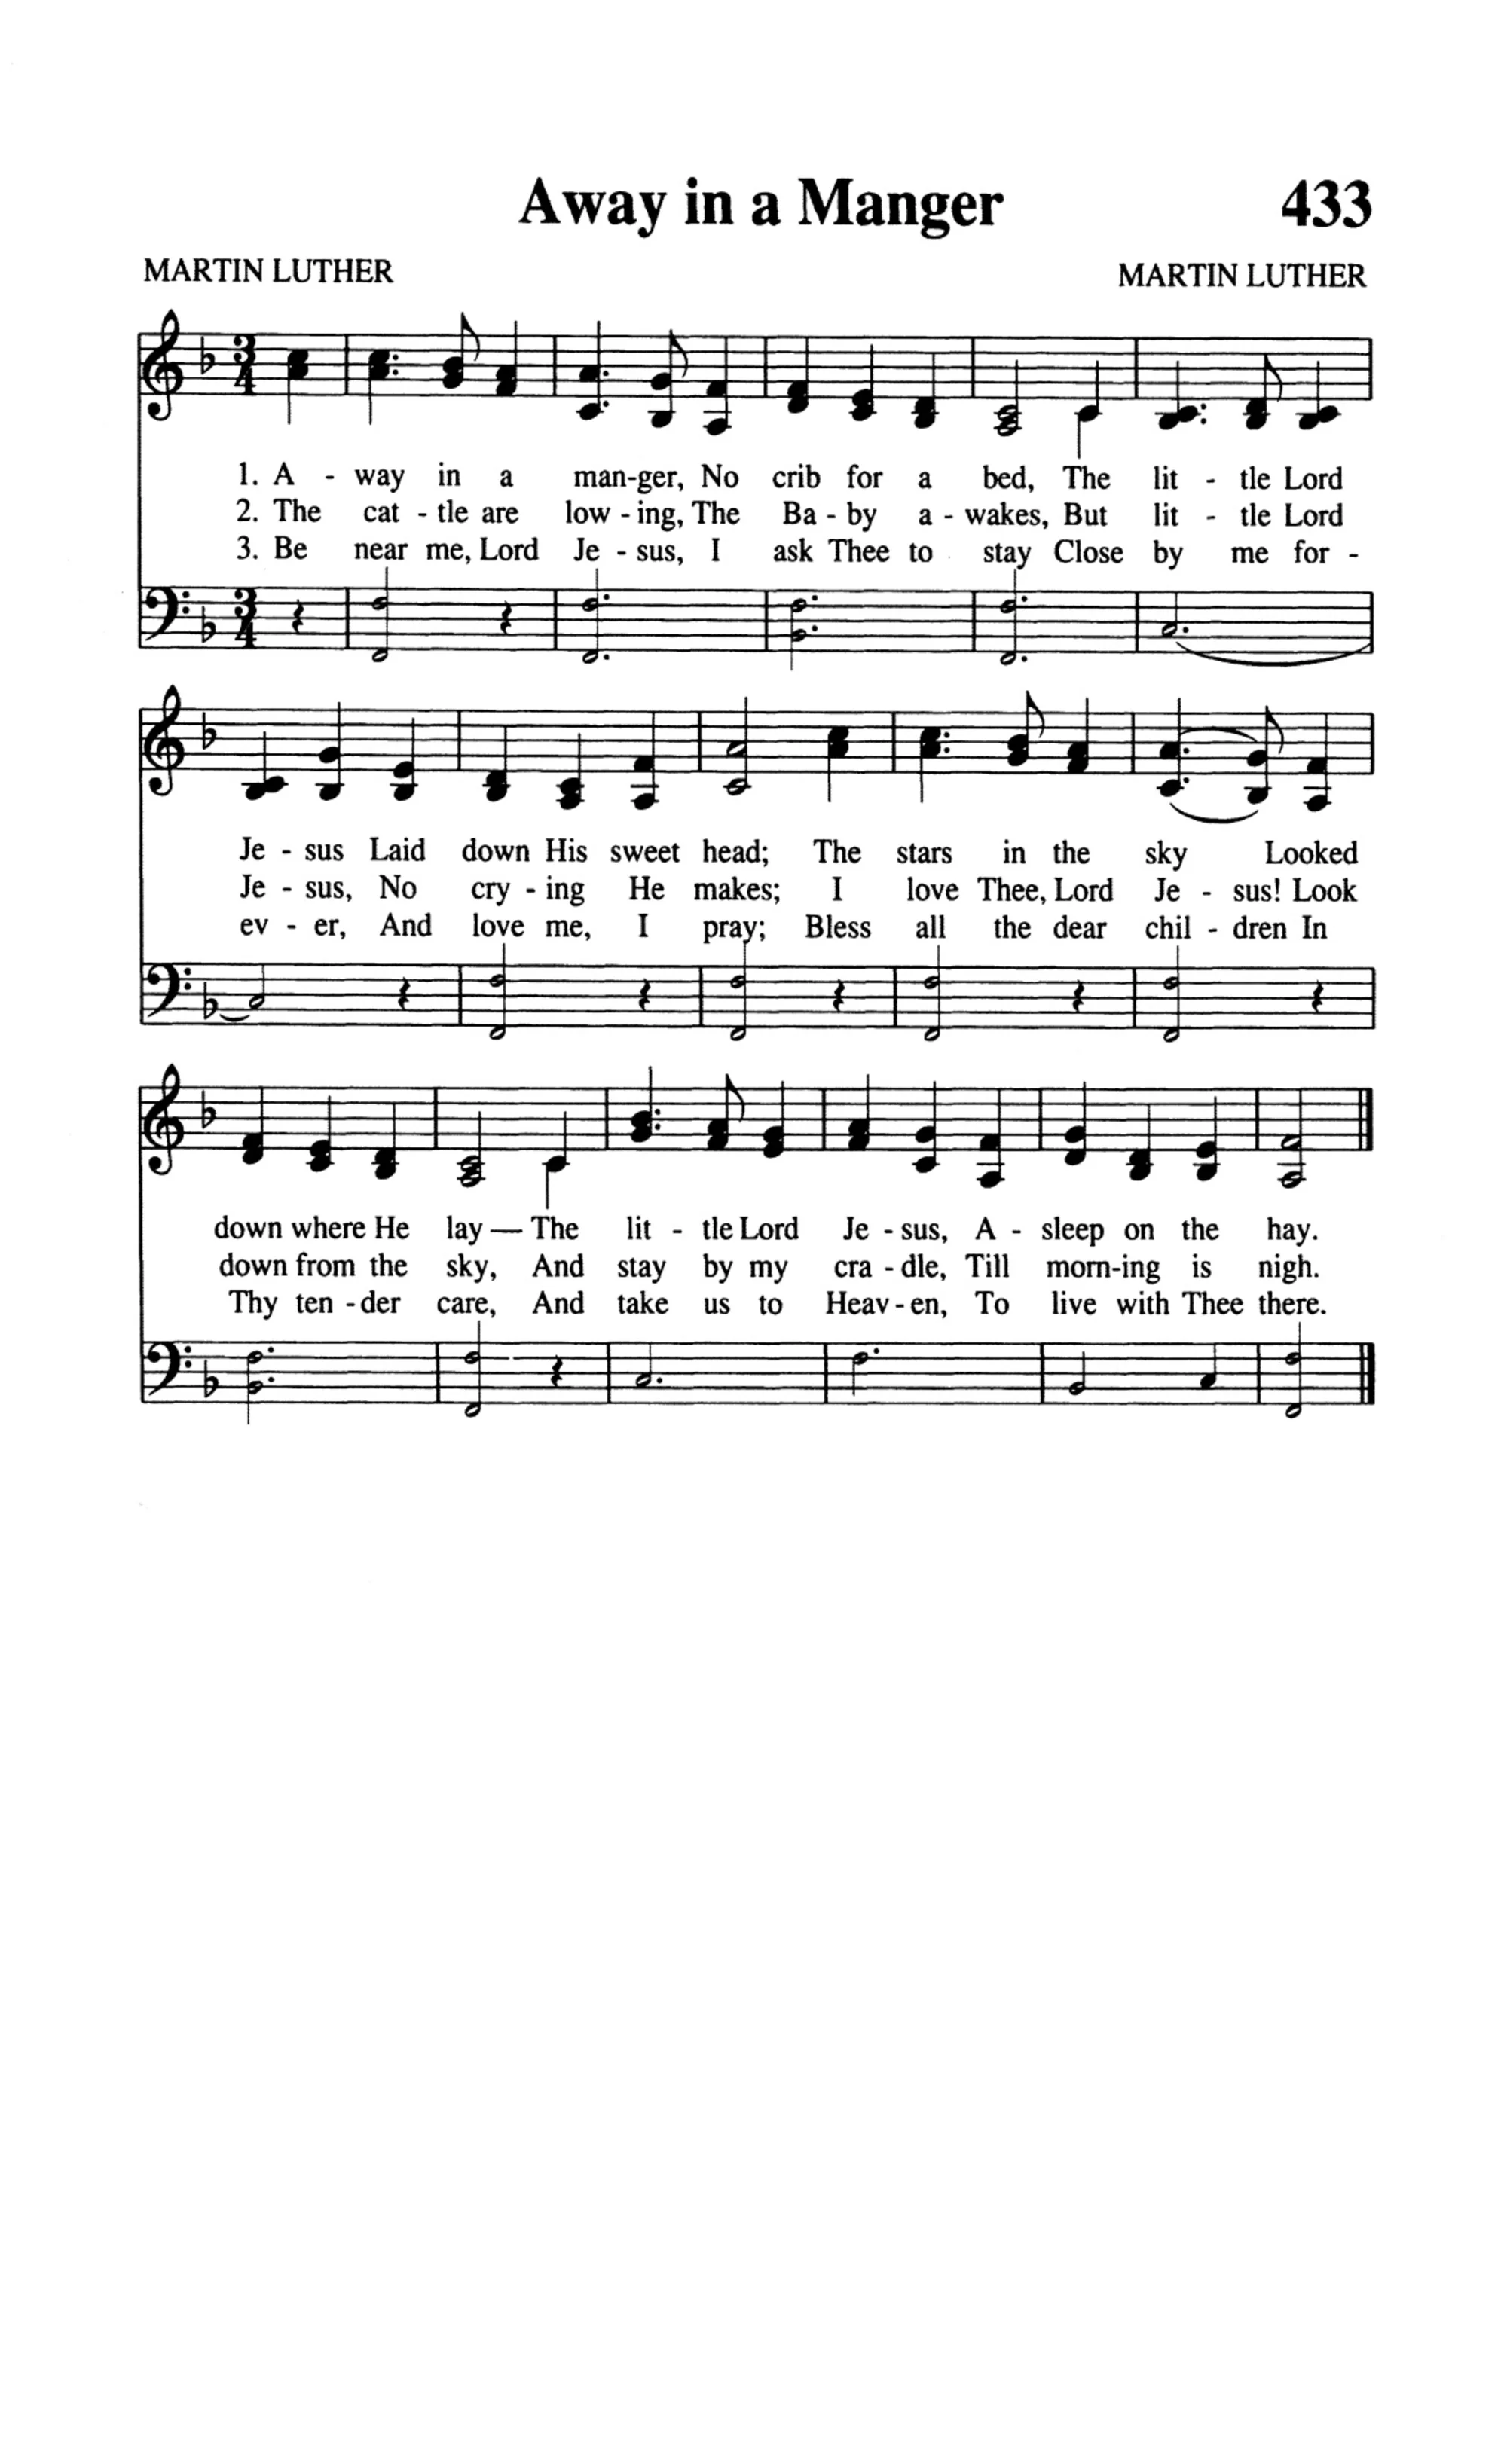 Away in a Manger 433
MARTIN LUTHER MARTIN LUTHER
1. A - way in a man-ger, No crib for a bed, The lit - tle Lord
2. The cat - tle are low - ing, The Ba - by a - wakes, But lit - tle Lord
3. Be near me, Lord Je - sus, I ask Thee to stay Close by me for -
Je - sus Laid down His sweet head; The stars in the sky Looked
Je - sus, No cry - ing He makes; I love Thee, Lord Je - sus! Look
ev - er, And love me, I pray; Bless all the dear chil - dren In
down where He lay — The lit - tle Lord Je - sus, A - sleep on the hay.
down from the sky, And stay by my cra - dle, Till morn-ing is nigh.
Thy ten - der care, And take us to Heav - en, To live with Thee there.